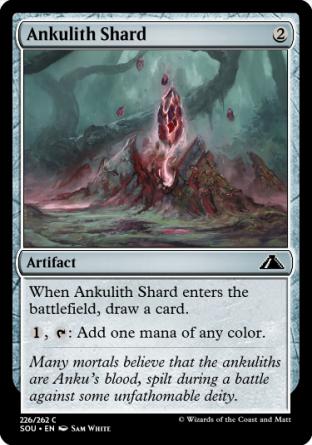 Ankulith Shard 2
Artifact
When Ankulith Shard enters the
battlefield, draw a card.
1, : Add one mana of any color.
Many mortals believe that the ankuliths
are Anku's blood, spilt during a battle
against some unfathomable deity.
226/262 C
SOU • EN Sam White
© Wizards of the Coast and Matt